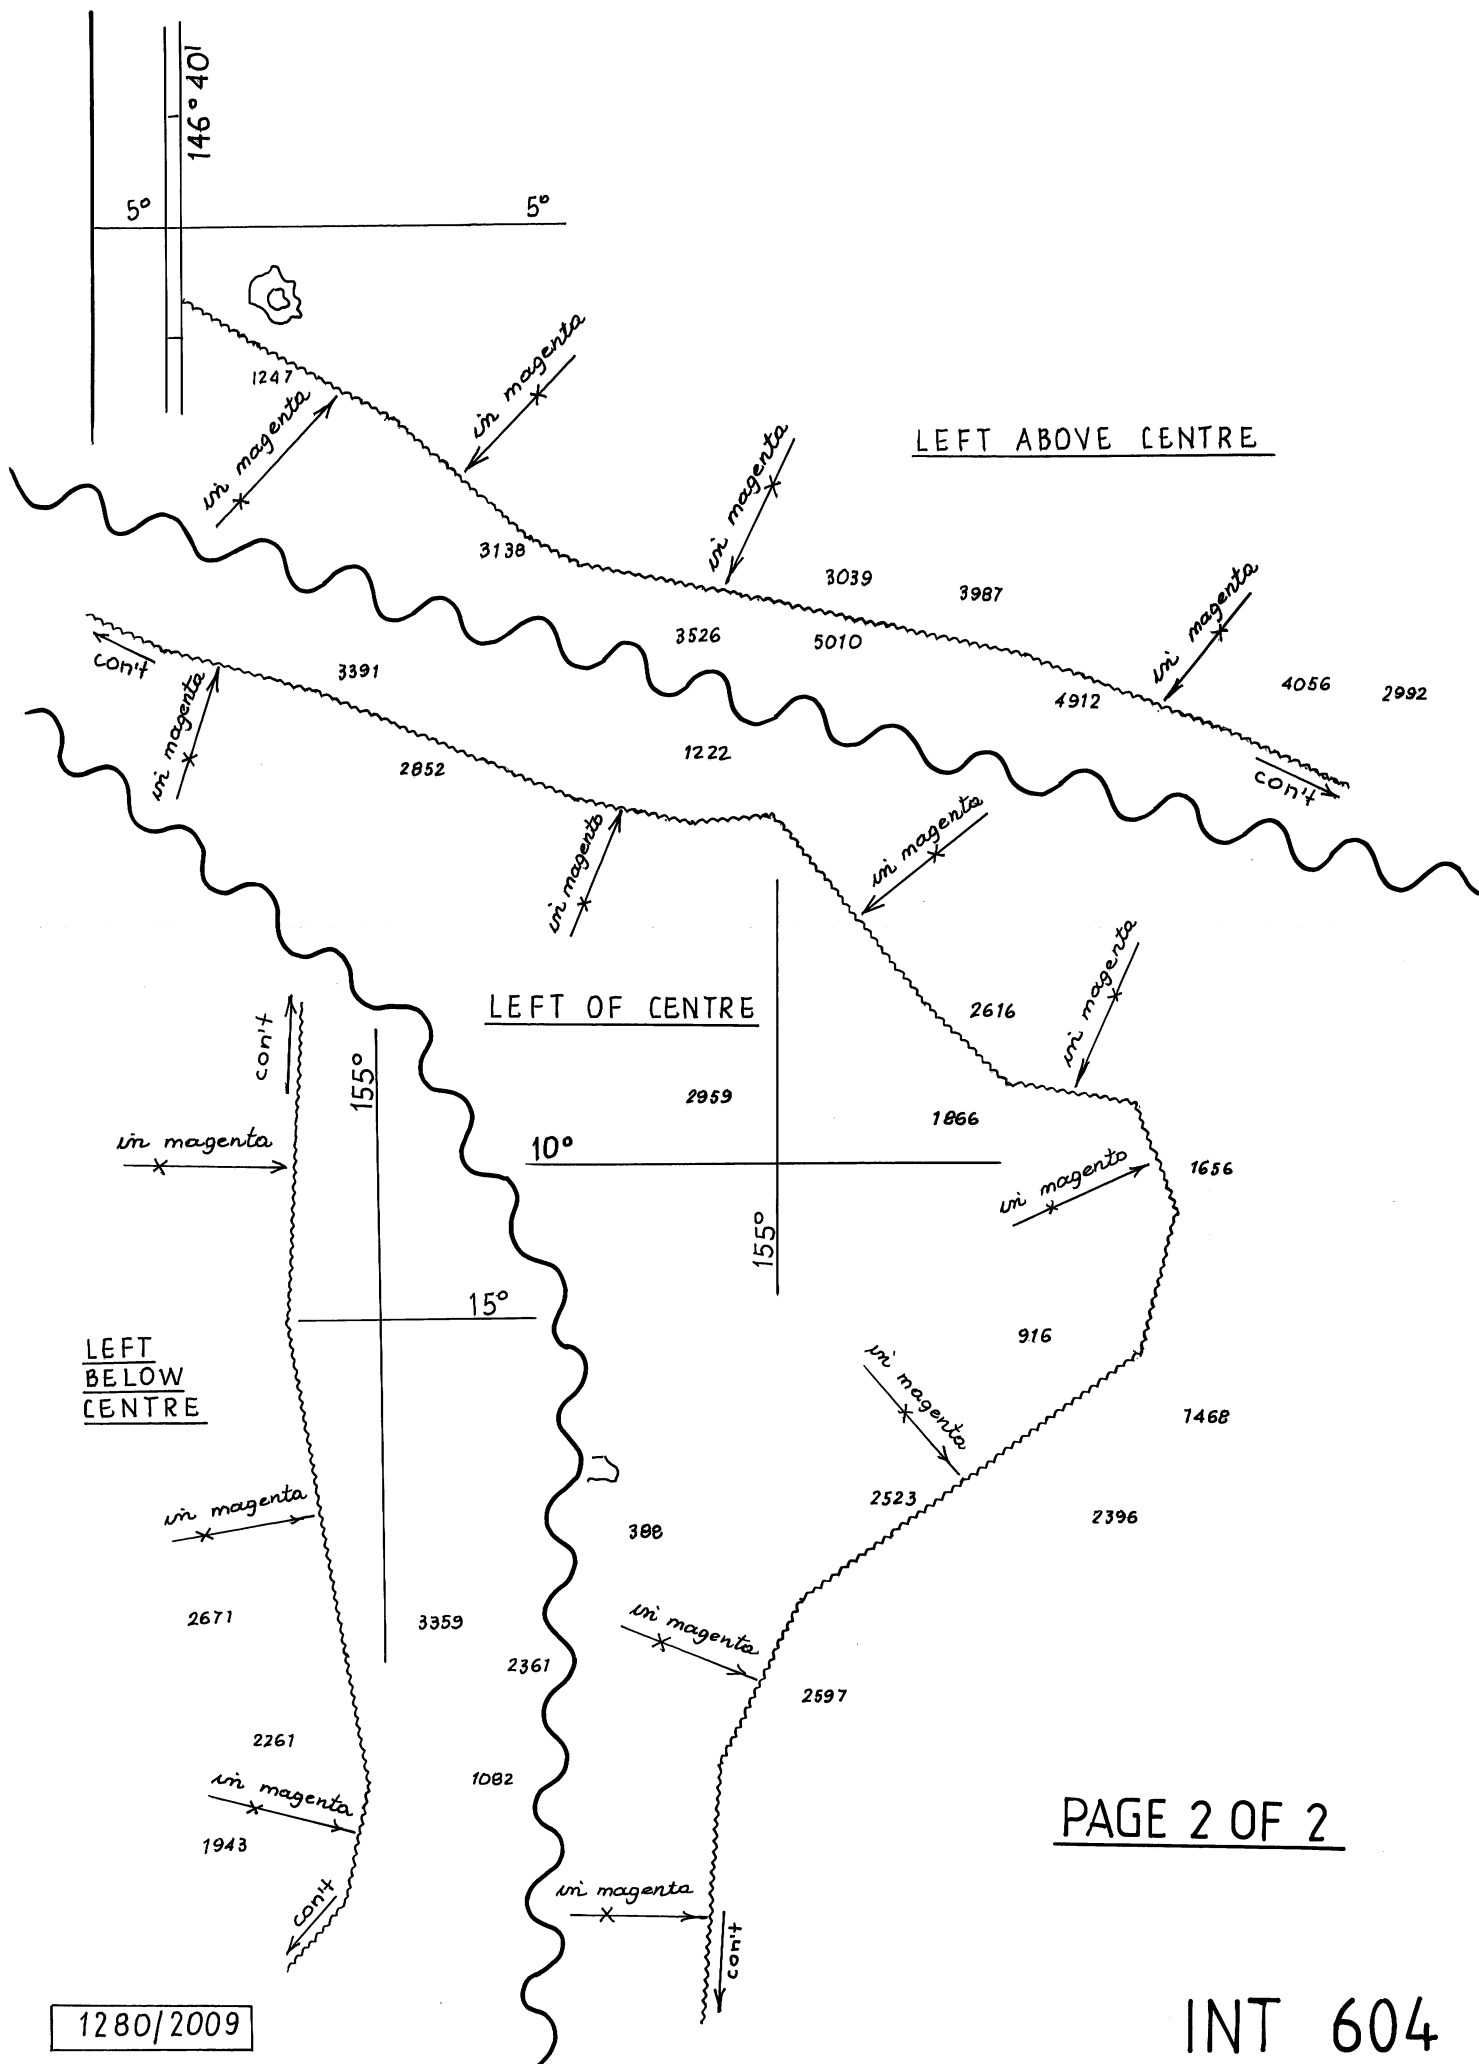 146° 40'
5° 5°
in magenta
1247
in magenta
in magenta
LEFT ABOVE CENTRE
3138
3039
3987
in magenta
3526
5010
4912
4056
2992
con't
con't
3391
in magenta
2852
1222
in magenta
in magenta
LEFT OF CENTRE
2616
in magenta
2959
1866
10°
155°
in magenta
1656
916
in magenta
1468
2523
2396
388
in magenta
2597
in magenta
con't
con't
155°
in magenta
15°
LEFT
BELOW
CENTRE
in magenta
2671
3359
2361
2261
in magenta
1082
1943
con't
PAGE 2 OF 2
1280/2009
INT 604